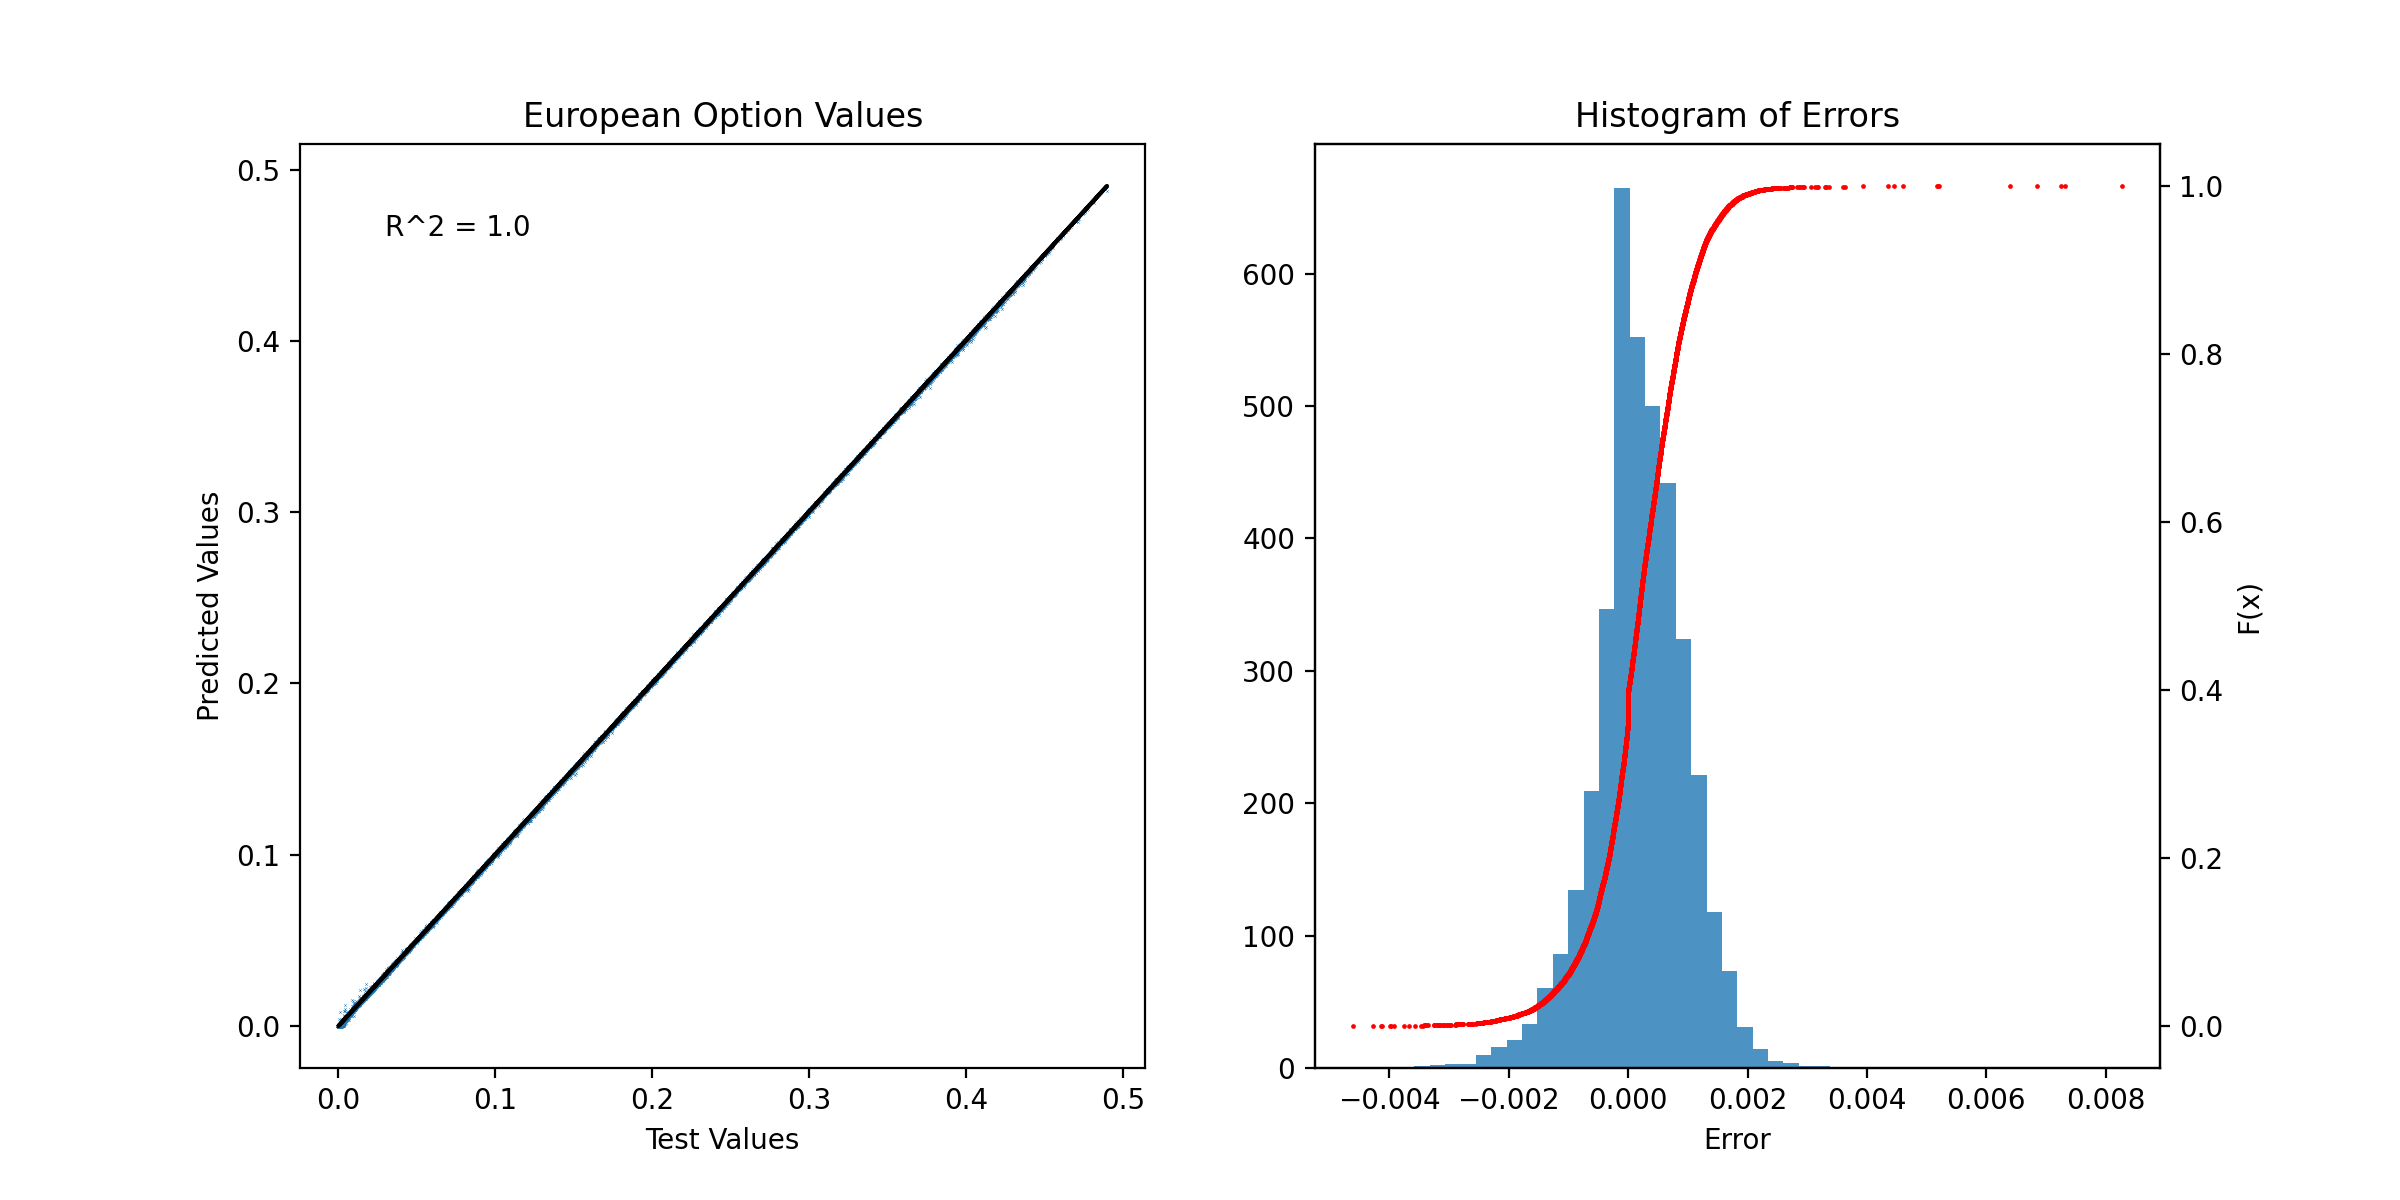 European Option Values
R^2 = 1.0
0.5
0.4
0.3
0.2
0.1
0.0
Predicted Values
0.0 0.1 0.2 0.3 0.4 0.5
Test Values
Histogram of Errors
600
500
400
300
200
100
0
1.0
0.8
0.6
0.4
0.2
0.0
F(x)
−0.004 −0.002 0.000 0.002 0.004 0.006 0.008
Error